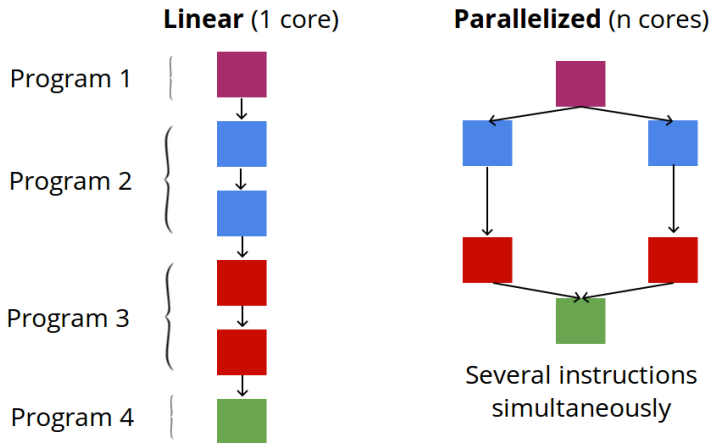 Linear (1 core)
Program 1
Program 2
Program 3
Program 4
Parallelized (n cores)
Several instructions
simultaneously